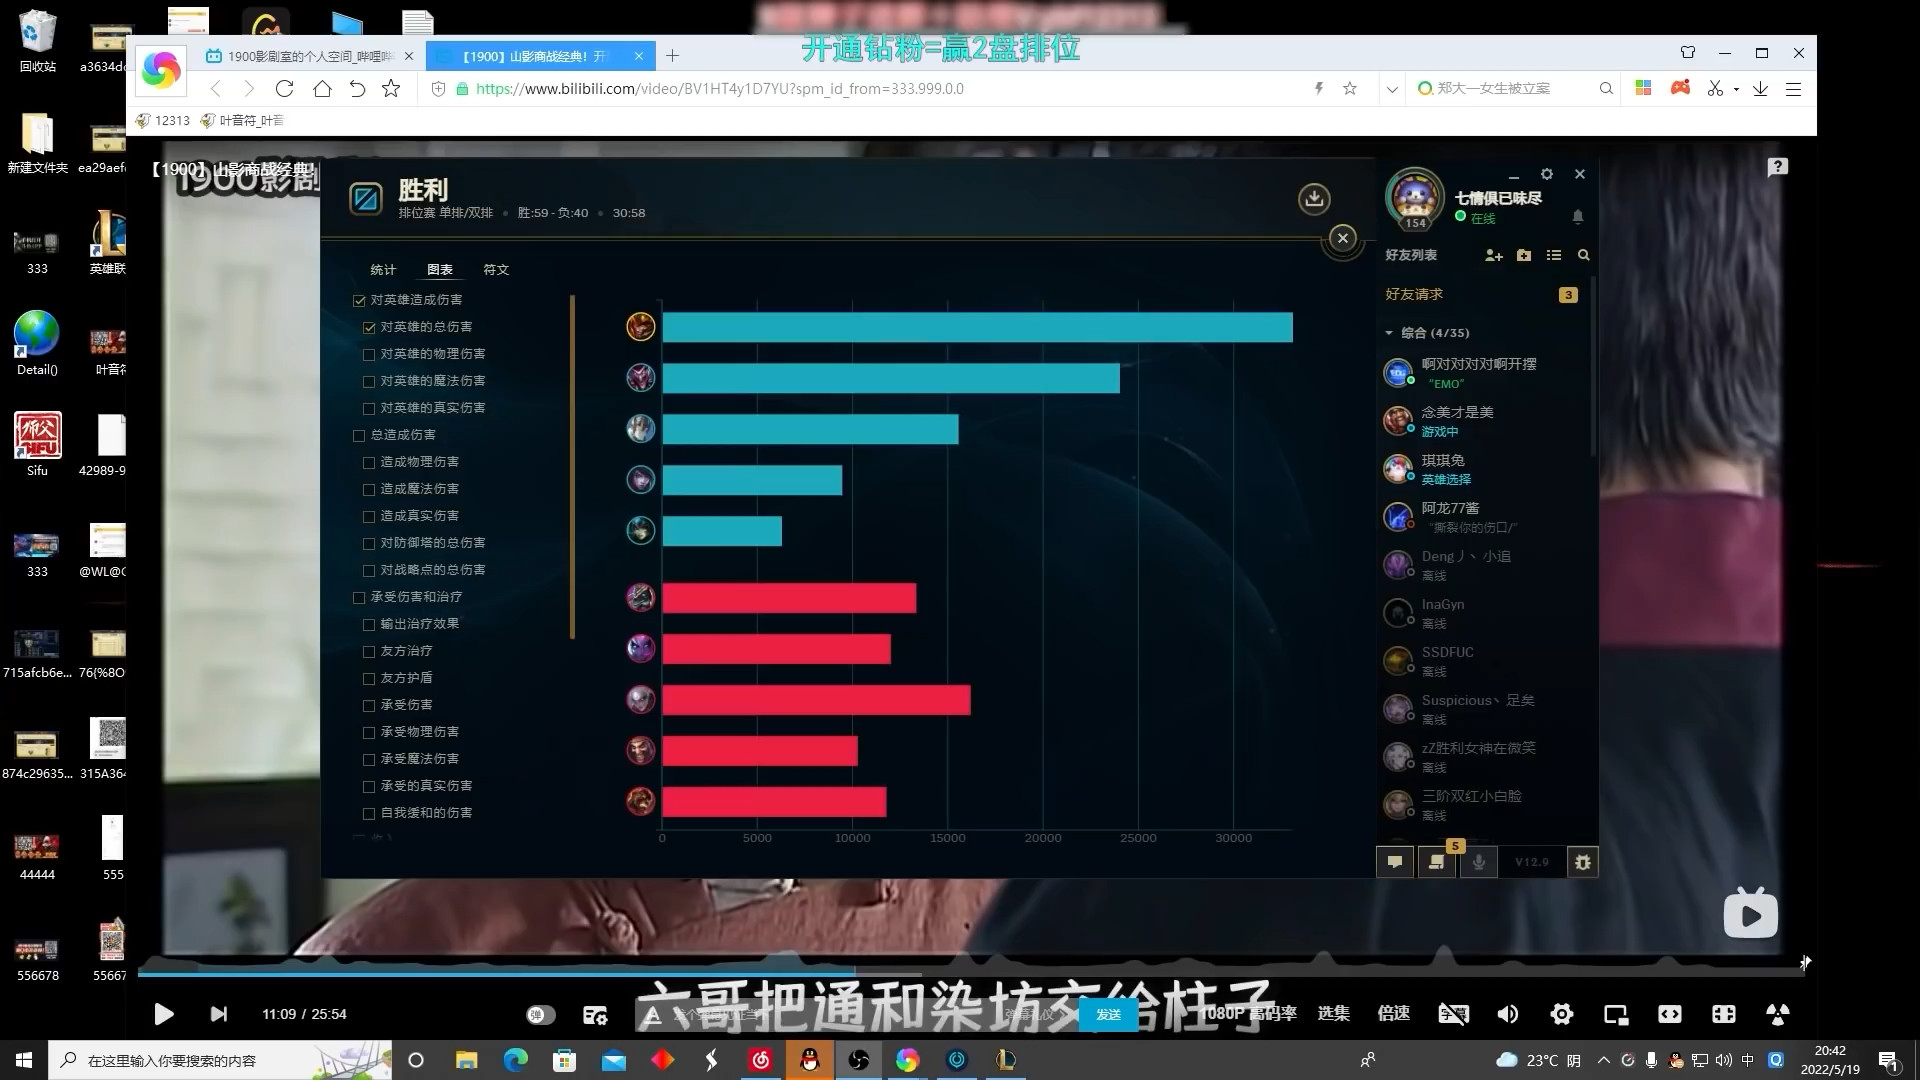 开通钻粉=赢2盘排位
回收站
a3634dc
1900影剧室的个人空间_哔哩哔
【1900】山影商战经典！开
https://www.bilibili.com/video/BV1HT4y1D7YU?spm_id_from=333.999.0.0
郑大一女生被立案
12313
叶音符_叶音
新建文件夹
ea29aef
【1900】山影商战经典!
1900影剧
胜利
排位赛 单排/双排 • 胜:59 - 负:40 • 30:58
统计
图表
符文
对英雄造成伤害
对英雄的总伤害
对英雄的物理伤害
对英雄的魔法伤害
对英雄的真实伤害
总造成伤害
造成物理伤害
造成魔法伤害
造成真实伤害
对防御塔的总伤害
对战略点的总伤害
承受伤害和治疗
输出治疗效果
友方治疗
友方护盾
承受伤害
承受物理伤害
承受魔法伤害
承受的真实伤害
自我缓和的伤害
0
5000
10000
15000
20000
25000
30000
154
七情俱已味尽
在线
好友列表
好友请求
3
综合 (4/35)
啊对对对对啊开摆
"EMO"
念美才是美
游戏中
琪琪兔
英雄选择
阿龙77酱
"撕裂你的伤口/"
Deng丿丶小追
离线
InaGyn
离线
SSDFUC
离线
Suspicious丶足矣
离线
zZ胜利女神在微笑
离线
三阶双红小白脸
离线
5
V12.9
333
英雄联
Detail()
叶音符
师父
SIFU
Sifu
42989-9
333
@WL@C
715afcb6e...
76{%8O
874c29635...
315A364
44444
555
556678
55667
六哥把通和染坊交给柱子
11:09 / 25:54
弹
发送
1080P 高码率
选集
倍速
字幕
在这里输入你要搜索的内容
23°C 阴
中
20:42
2022/5/19
1